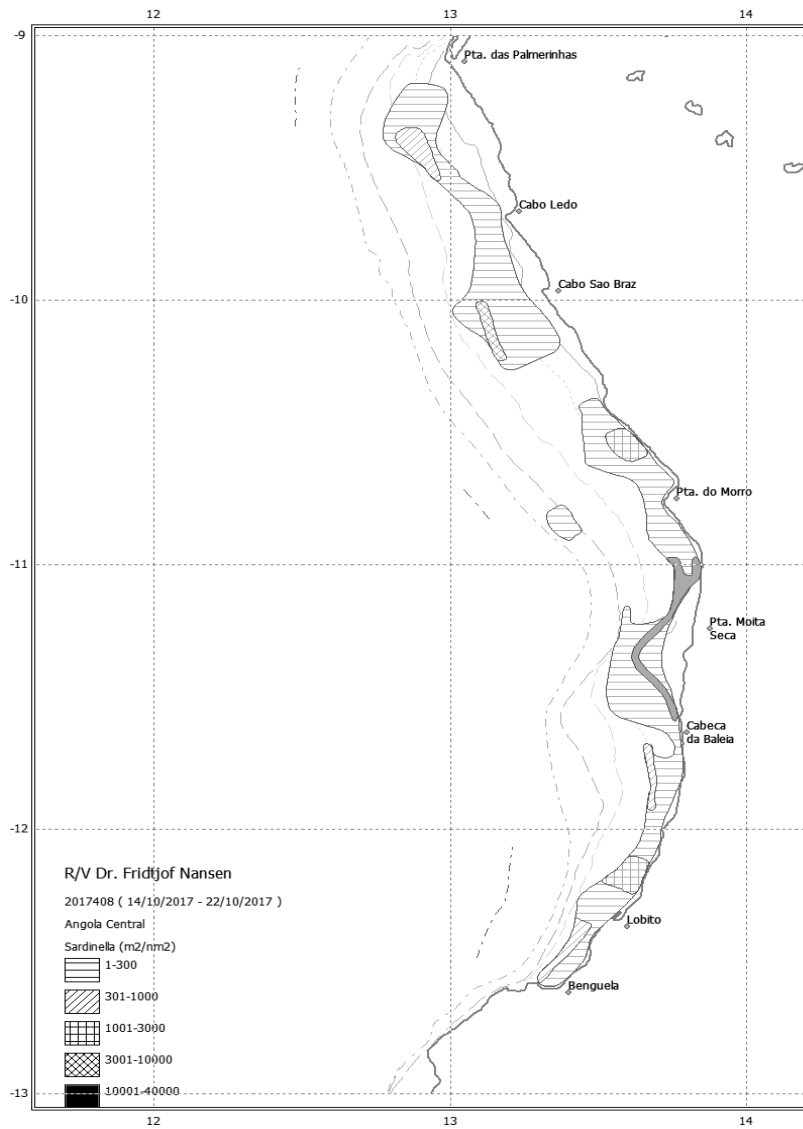 12 13 14
-9
Pta. das Palmerinhas
Cabo Ledo
Cabo Sao Braz
-10
Pta. do Morro
-11
Pta. Moita
Seca
Cabeca
da Baleia
-12
R/V Dr. Fridtjof Nansen
2017408 ( 14/10/2017 - 22/10/2017 )
Angola Central
Sardinella (m2/nm2)
1-300
301-1000
1001-3000
3001-10000
10001-40000
Lobito
Benguela
-13
12 13 14